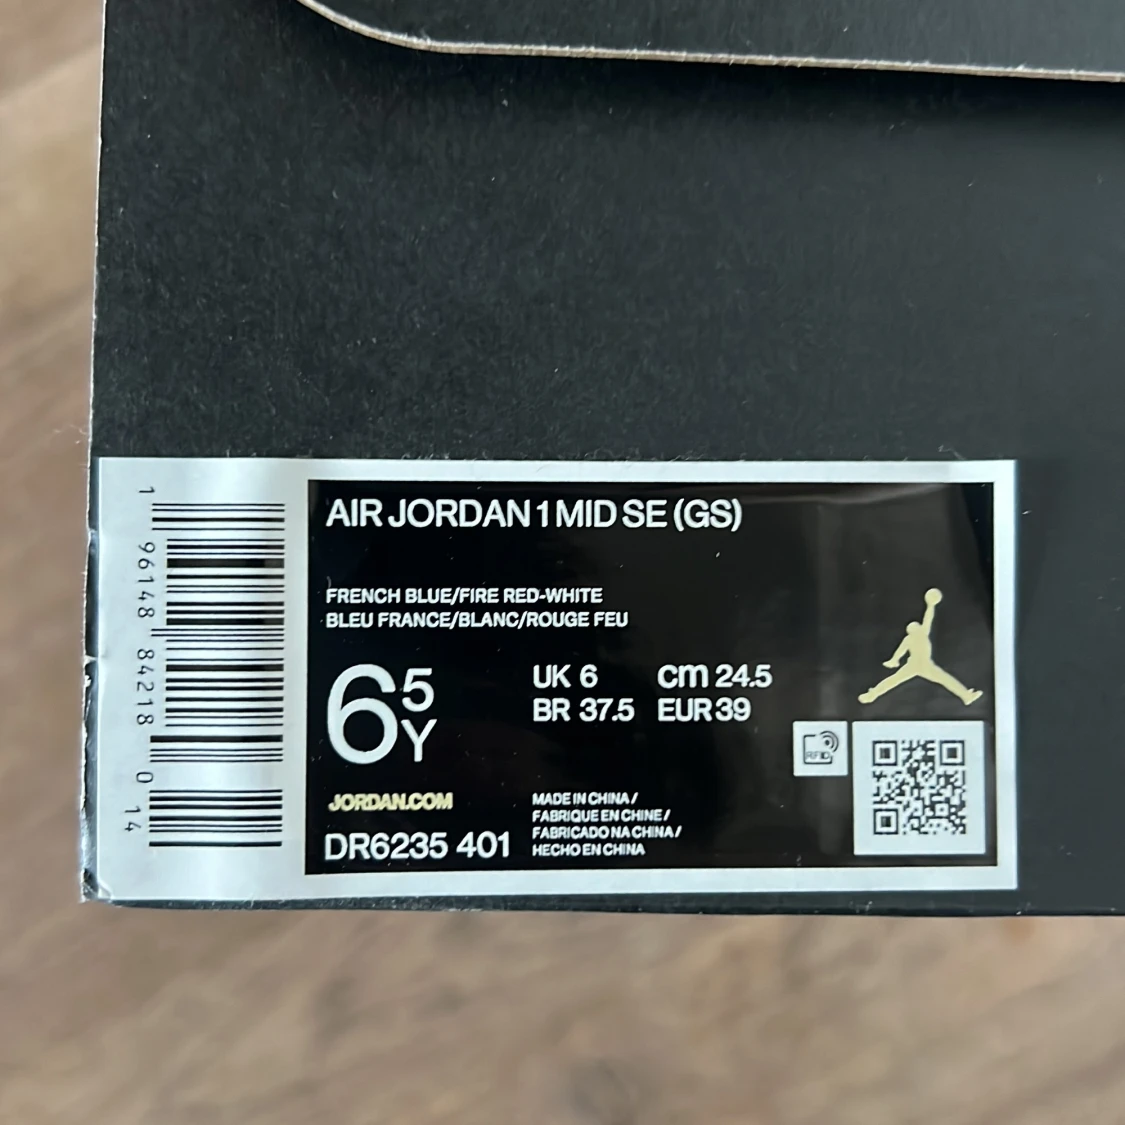 1 96148 84218 0 14
AIR JORDAN 1 MID SE (GS)
FRENCH BLUE/FIRE RED-WHITE
BLEU FRANCE/BLANC/ROUGE FEU
6 5 Y
UK 6 cm 24.5
BR 37.5 EUR 39
RFID
JORDAN.COM
DR6235 401
MADE IN CHINA /
FABRIQUE EN CHINE /
FABRICADO NA CHINA /
HECHO EN CHINA